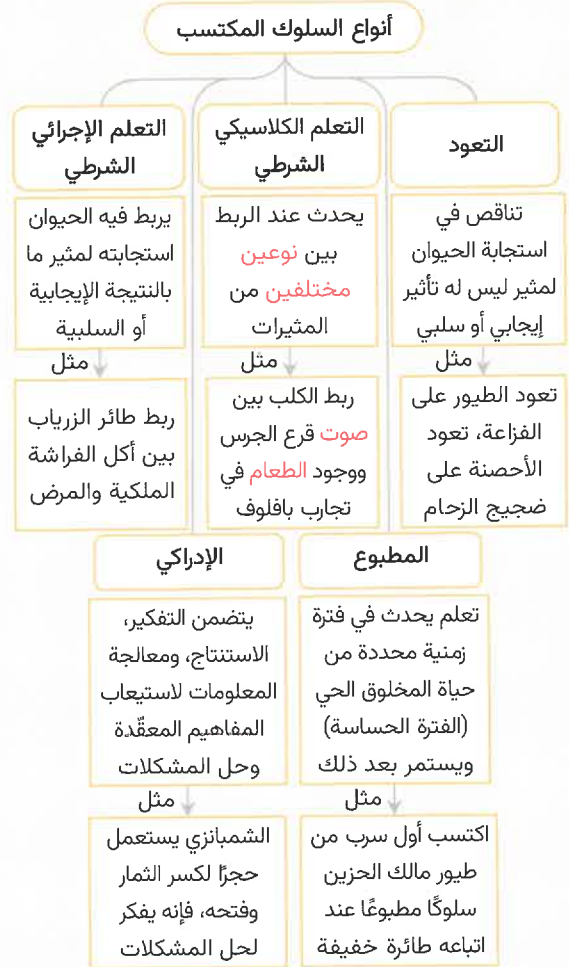 أنواع السلوك المكتسب
التعود
تناقص في
استجابة الحيوان
لمثير ليس له تأثير
إيجابي أو سلبي
مثل
تعود الطيور على
الفزاعة، تعود
الأحصنة على
ضجيج الزحام
التعلم الكلاسيكي
الشرطي
يحدث عند الربط
بين نوعين
مختلفين من
المثيرات
مثل
ربط الكلب بين
صوت قرع الجرس
ووجود الطعام في
تجارب بافلوف
التعلم الإجرائي
الشرطي
يربط فيه الحيوان
استجابته لمثير ما
بالنتيجة الإيجابية
أو السلبية
مثل
ربط طائر الزرياب
بين أكل الفراشة
الملكية والمرض
المطبوع
تعلم يحدث في فترة
زمنية محددة من
حياة المخلوق الحي
(الفترة الحساسة)
ويستمر بعد ذلك
مثل
اكتسب أول سرب من
طيور مالك الحزين
سلوكًا مطبوعًا عند
اتباعه طائرة خفيفة
الإدراكي
يتضمن التفكير،
الاستنتاج، ومعالجة
المعلومات لاستيعاب
المفاهيم المعقّدة
وحل المشكلات
مثل
الشمبانزي يستعمل
حجرًا لكسر الثمار
وفتحه، فإنه يفكر
لحل المشكلات